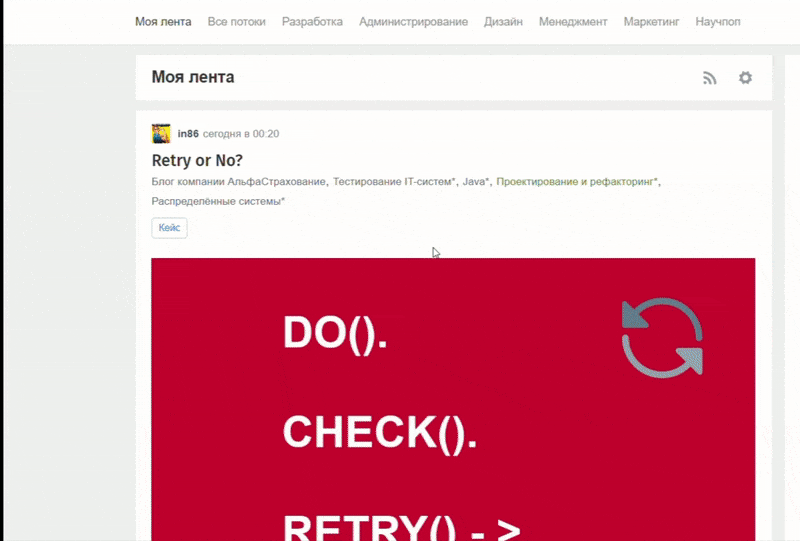 Моя лента Все потоки Разработка Администрирование Дизайн Менеджмент Маркетинг Научпоп
Моя лента
in86 сегодня в 00:20
Retry or No?
Блог компании АльфаСтрахование, Тестирование IT-систем*, Java*, Проектирование и рефакторинг*,
Распределённые системы*
Кейс
DO().
CHECK().
RETRY() - >